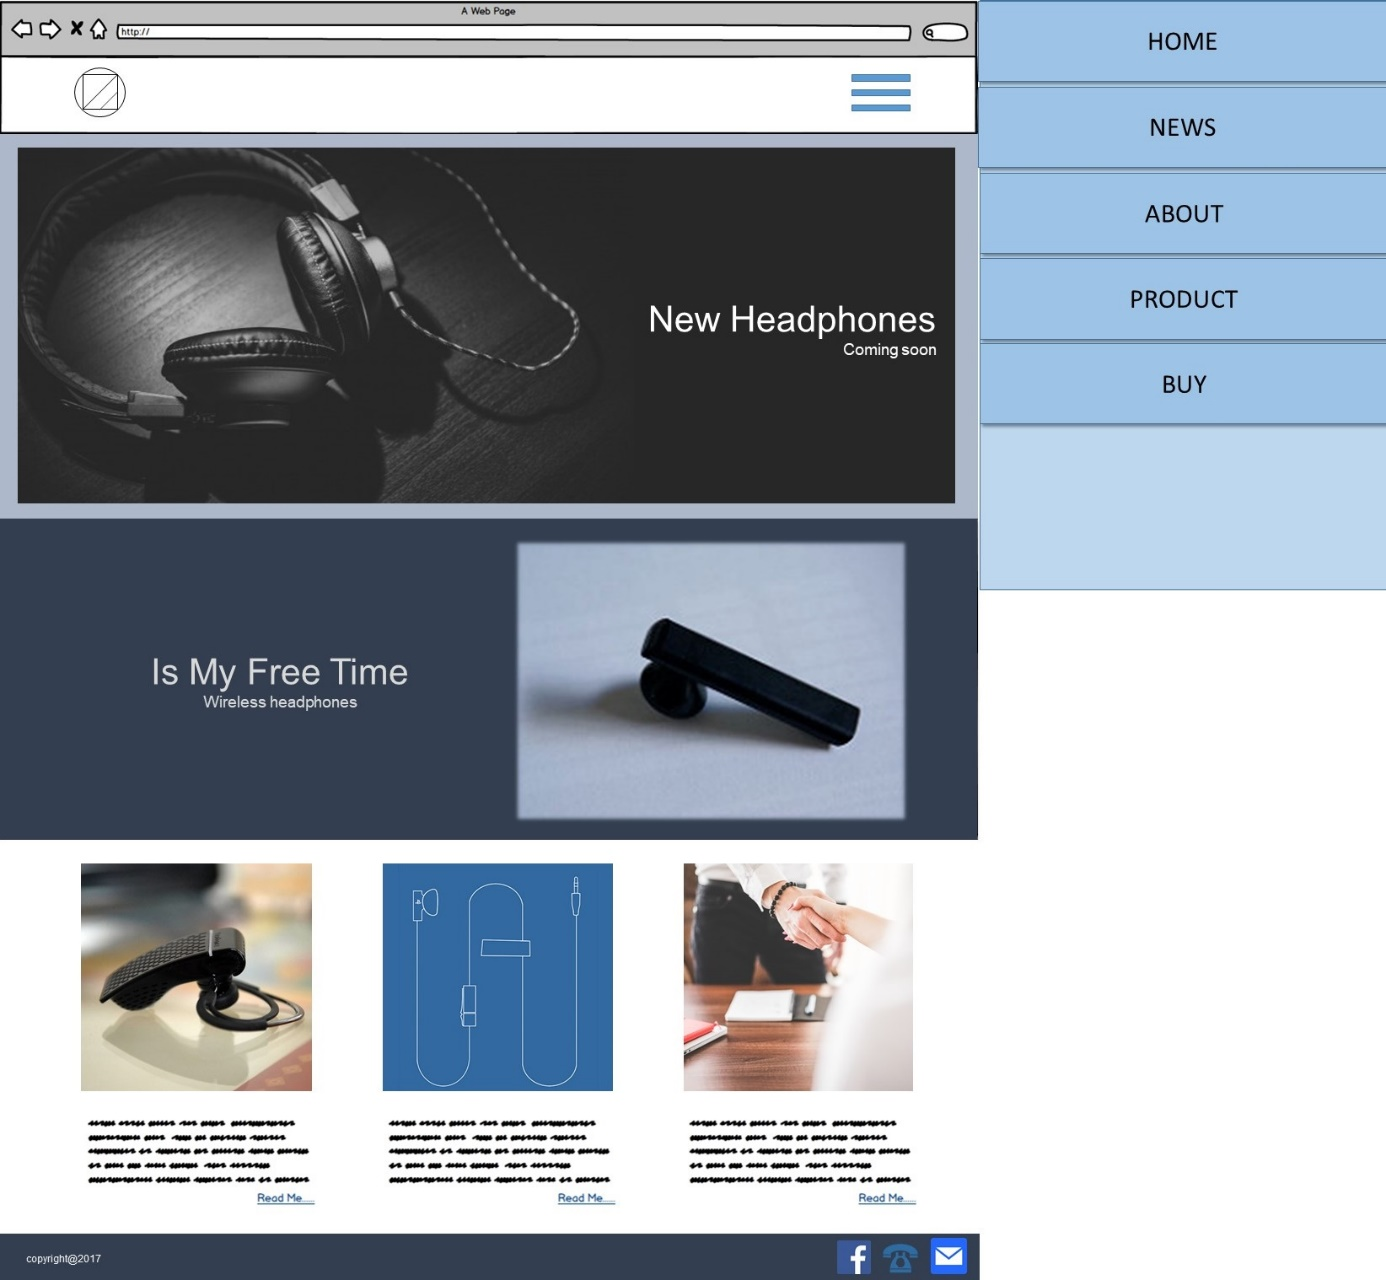 A Web Page
http://
HOME
NEWS
ABOUT
PRODUCT
BUY
New Headphones
Coming soon
Is My Free Time
Wireless headphones
Read Me.....
Read Me.....
Read Me.....
copyright@2017